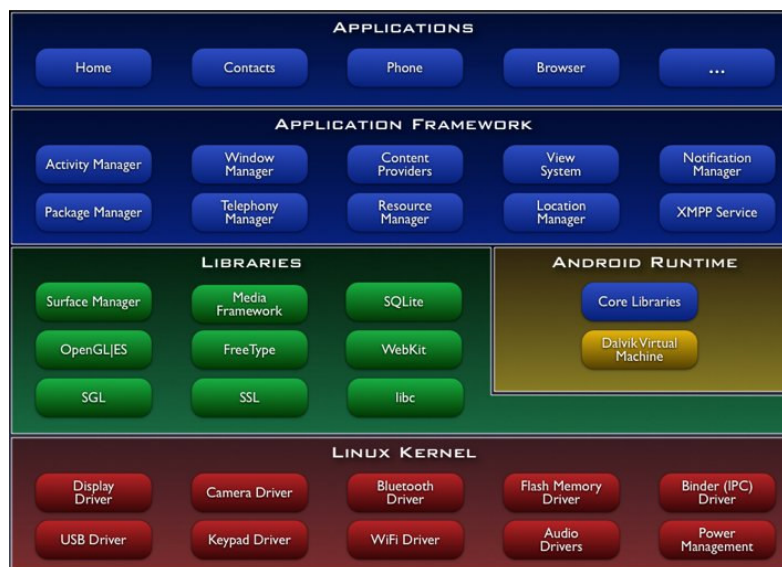 APPLICATIONS
Home
Contacts
Phone
Browser
...
APPLICATION FRAMEWORK
Activity Manager
Window
Manager
Content
Providers
View
System
Notification
Manager
Package Manager
Telephony
Manager
Resource
Manager
Location
Manager
XMPP Service
LIBRARIES
Surface Manager
Media
Framework
SQLite
OpenGL|ES
FreeType
WebKit
SGL
SSL
libc
ANDROID RUNTIME
Core Libraries
Dalvik Virtual
Machine
LINUX KERNEL
Display
Driver
Camera Driver
Bluetooth
Driver
Flash Memory
Driver
Binder (IPC)
Driver
USB Driver
Keypad Driver
WiFi Driver
Audio
Drivers
Power
Management